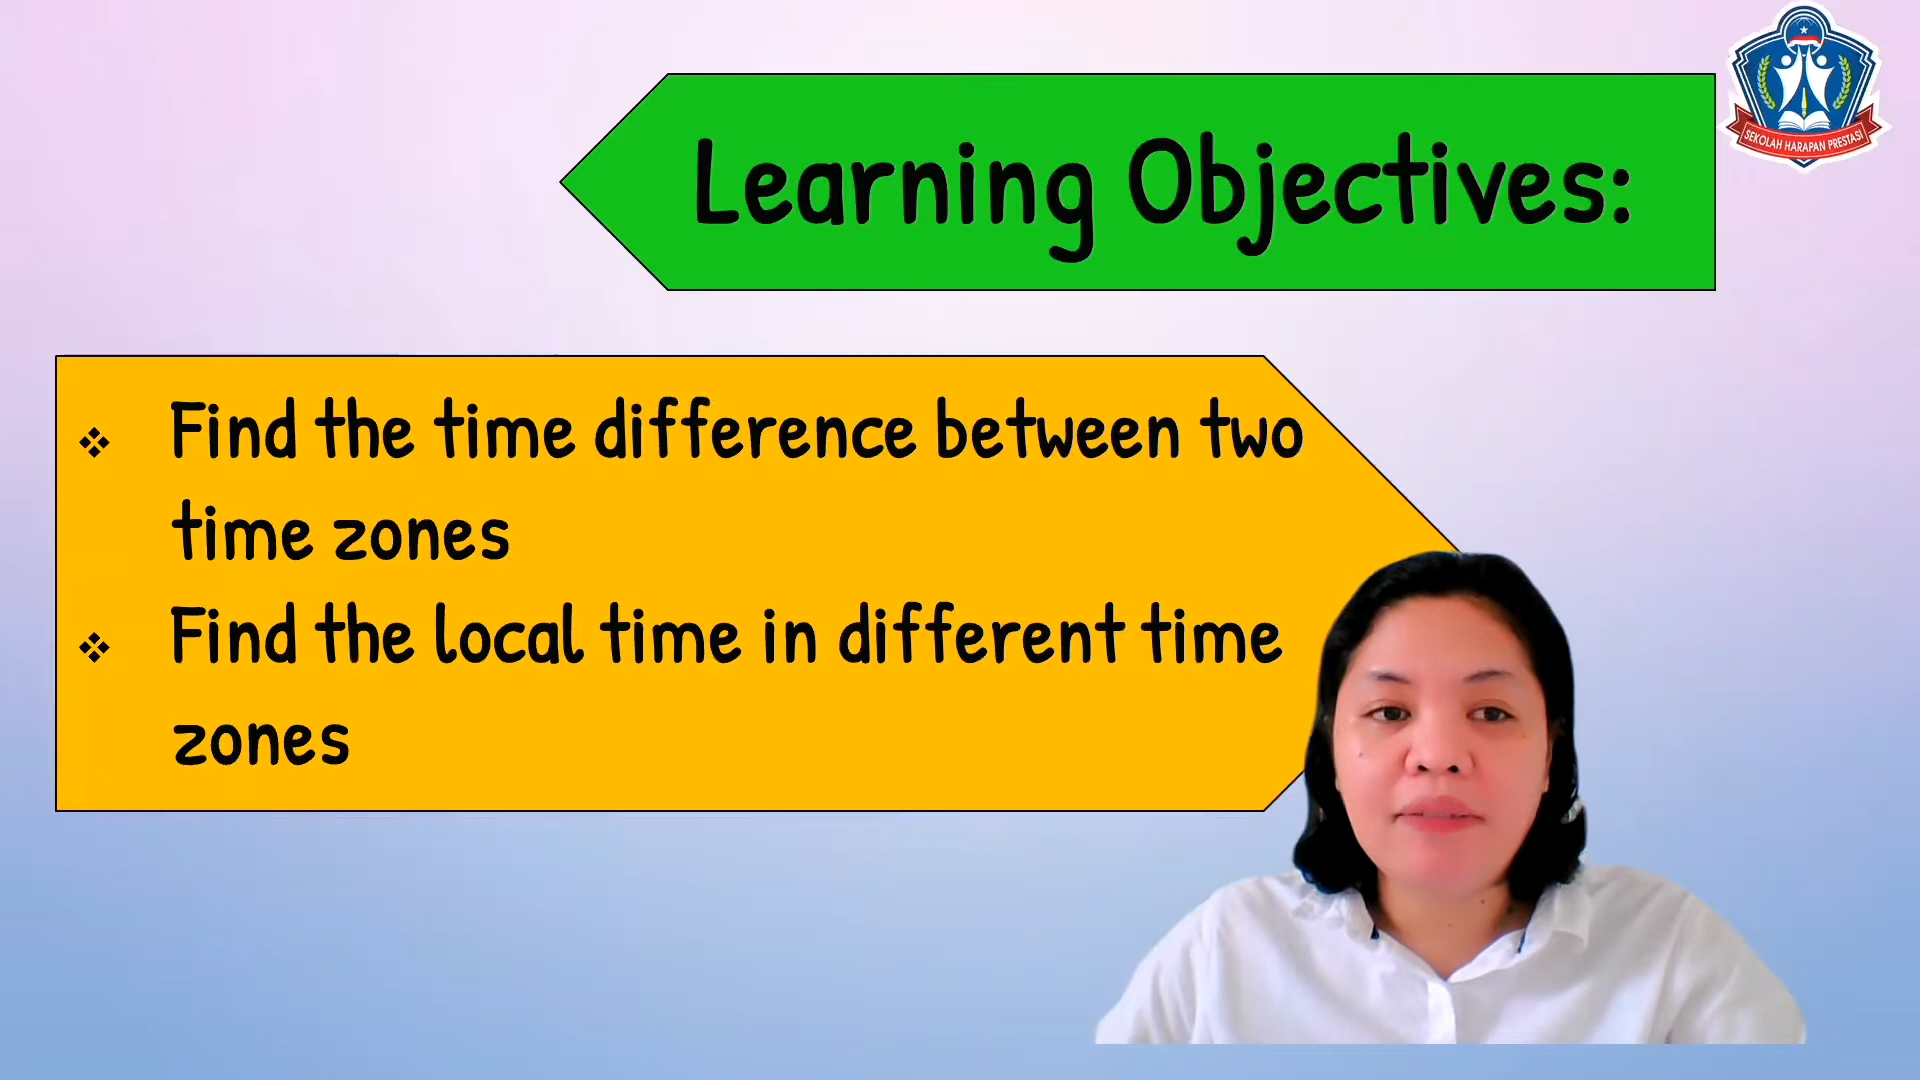 SEKOLAH HARAPAN PRESTASI
Learning Objectives:
❖ Find the time difference between two
time zones
❖ Find the local time in different time
zones